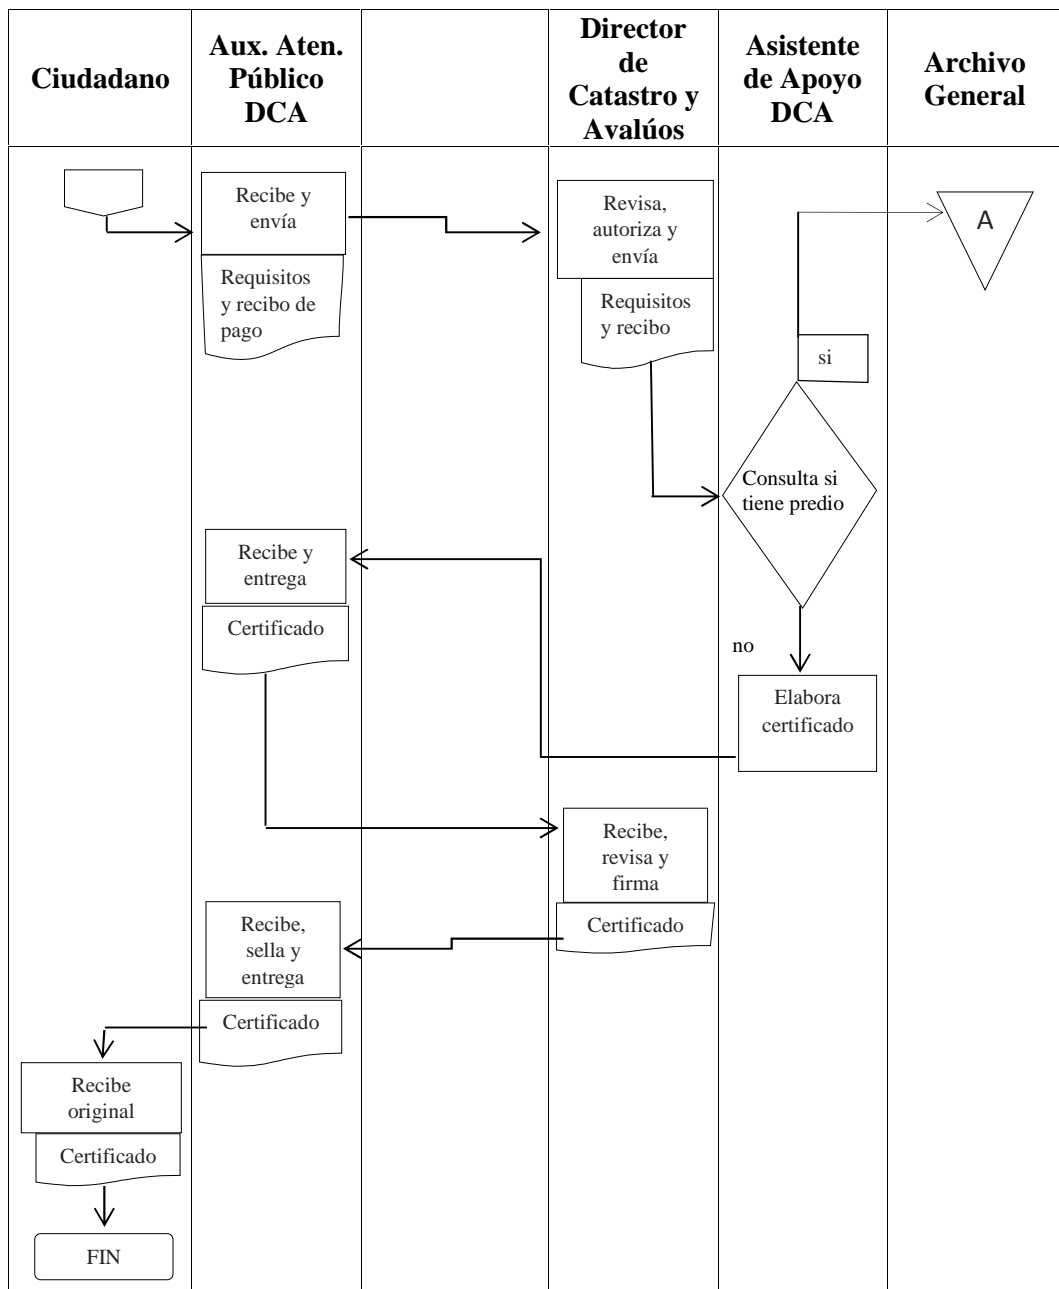 Ciudadano
Aux. Aten.
Público
DCA
Director
de
Catastro y
Avalúos
Asistente
de Apoyo
DCA
Archivo
General
Recibe y
envía
Requisitos
y recibo de
pago
Revisa,
autoriza y
envía
Requisitos
y recibo
A
si
Consulta si
tiene predio
Recibe y
entrega
Certificado
no
Elabora
certificado
Recibe,
revisa y
firma
Certificado
Recibe,
sella y
entrega
Certificado
Recibe
original
Certificado
FIN